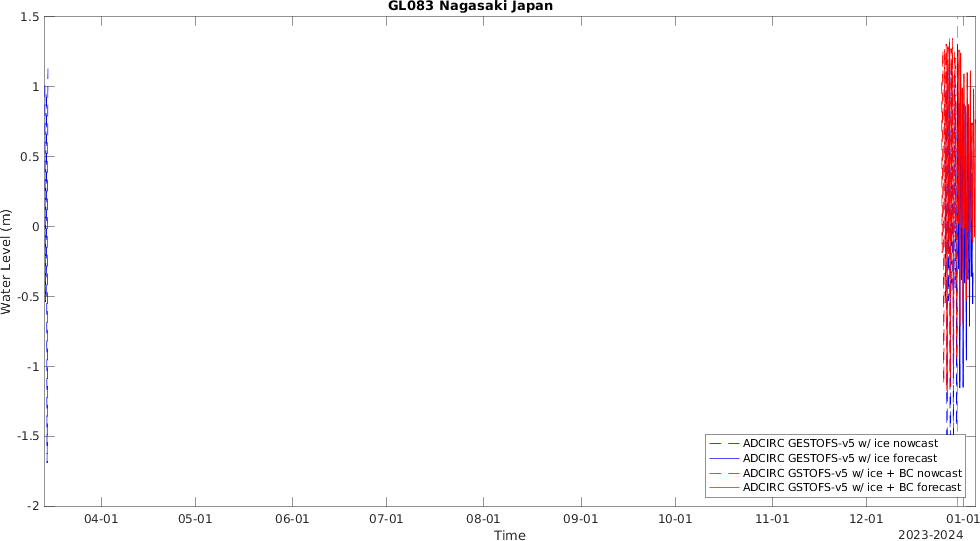 GL083 Nagasaki Japan
1.5
1
0.5
0
-0.5
-1
-1.5
-2
Water Level (m)
ADCIRC GESTOFS-v5 w/ ice nowcast
ADCIRC GESTOFS-v5 w/ ice forecast
ADCIRC GSTOFS-v5 w/ ice + BC nowcast
ADCIRC GSTOFS-v5 w/ ice + BC forecast
04-01 05-01 06-01 07-01 08-01 09-01 10-01 11-01 12-01 01-01
Time
2023-2024